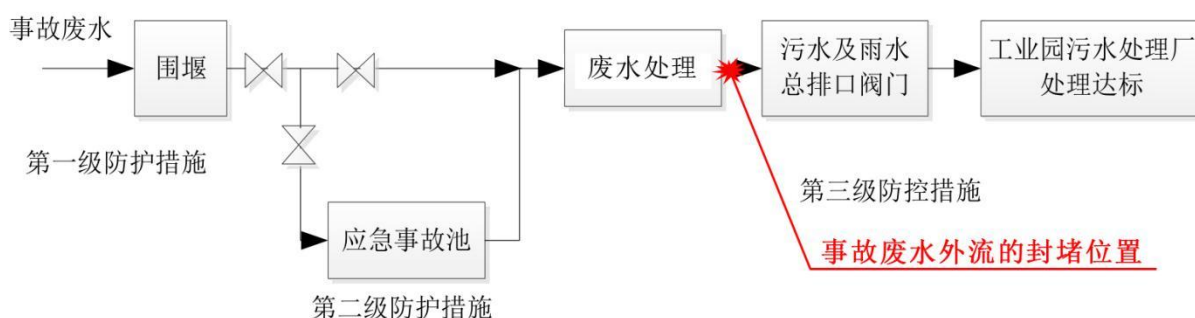 事故废水
围堰
废水处理
污水及雨水
总排口阀门
工业园污水处理厂
处理达标
第一级防护措施
第三级防控措施
应急事故池
事故废水外流的封堵位置
第二级防护措施